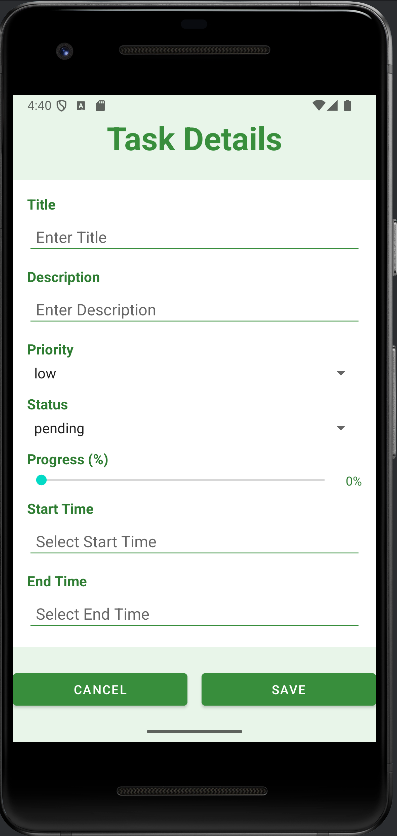 4:40
Task Details
Title
Enter Title
Description
Enter Description
Priority
low
Status
pending
Progress (%)
0%
Start Time
Select Start Time
End Time
Select End Time
CANCEL
SAVE